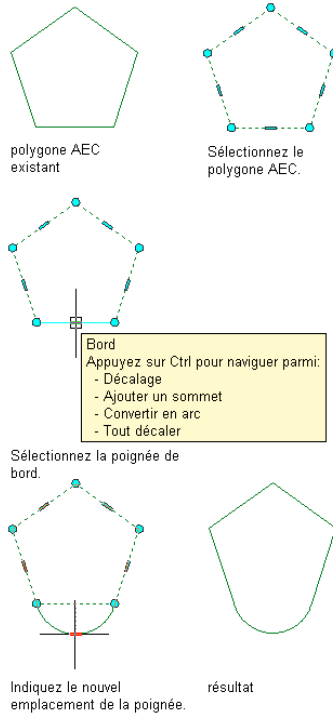 polygone AEC
existant
Sélectionnez le
polygone AEC.
Bord
Appuyez sur Ctrl pour naviguer parmi:
- Décalage
- Ajouter un sommet
- Convertir en arc
- Tout décaler
Sélectionnez la poignée de
bord.
Indiquez le nouvel
emplacement de la poignée.
résultat